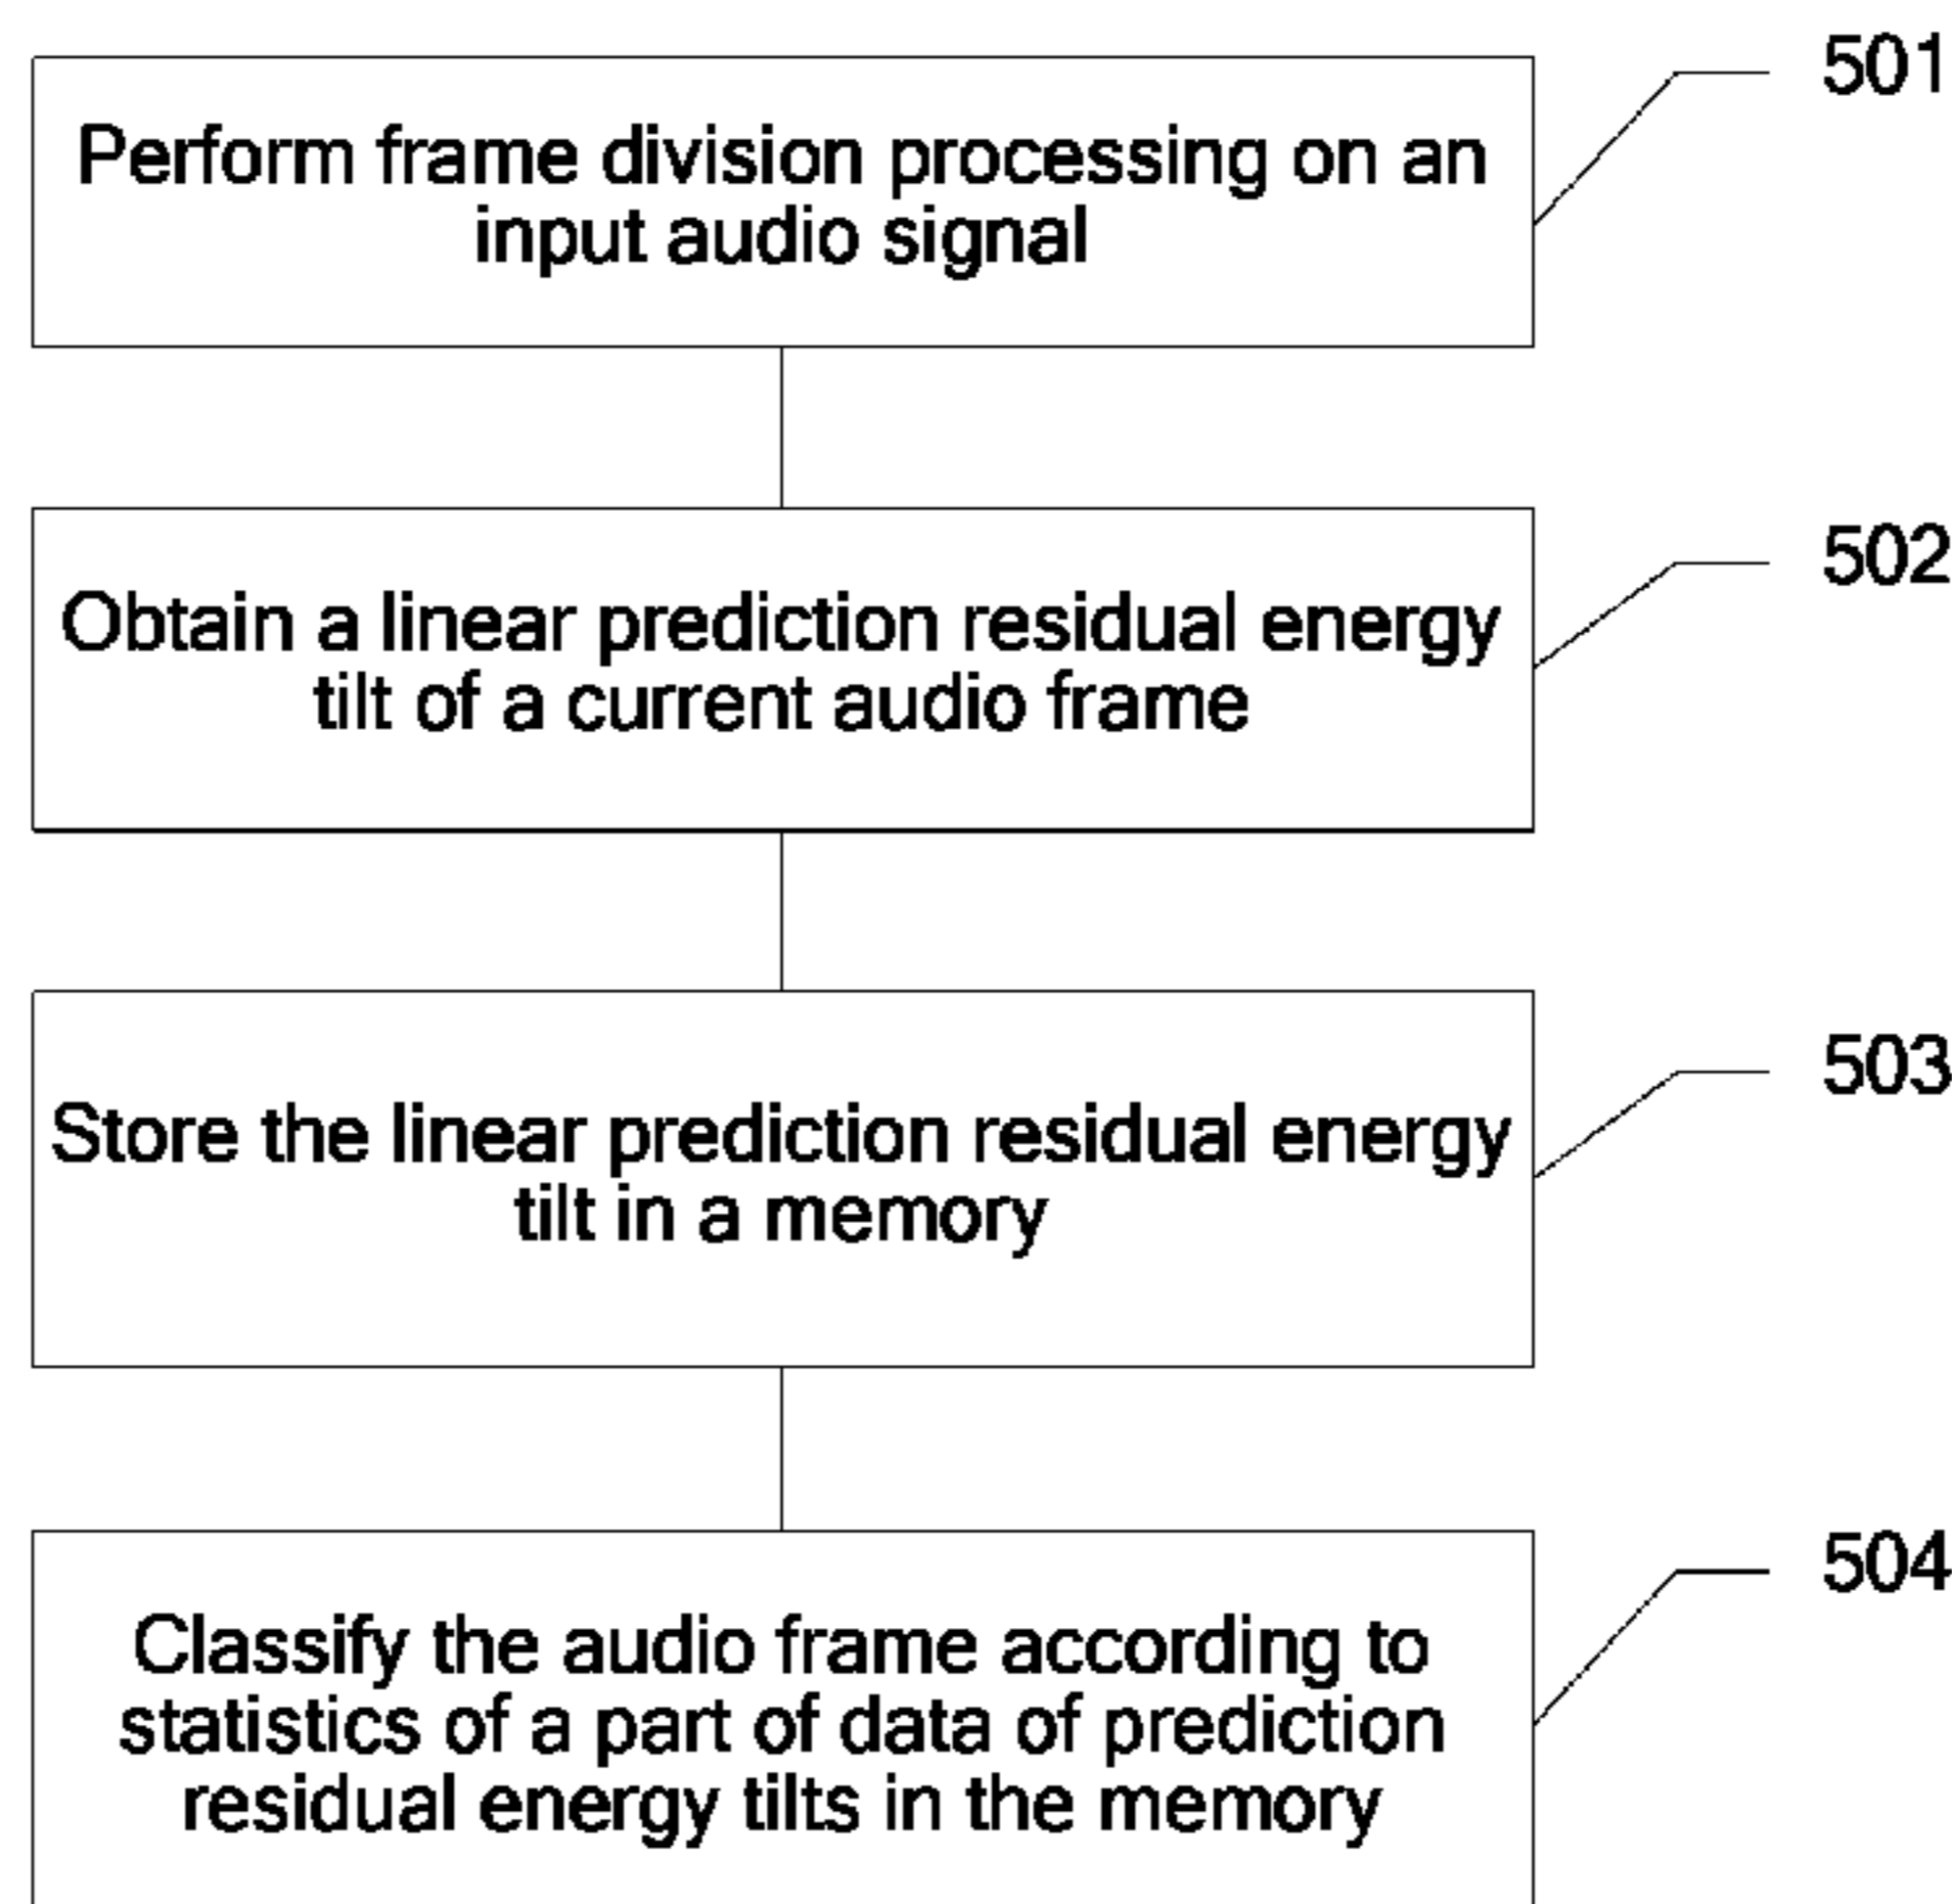 501
Perform frame division processing on an
input audio signal
502
Obtain a linear prediction residual energy
tilt of a current audio frame
503
Store the linear prediction residual energy
tilt in a memory
504
Classify the audio frame according to
statistics of a part of data of prediction
residual energy tilts in the memory